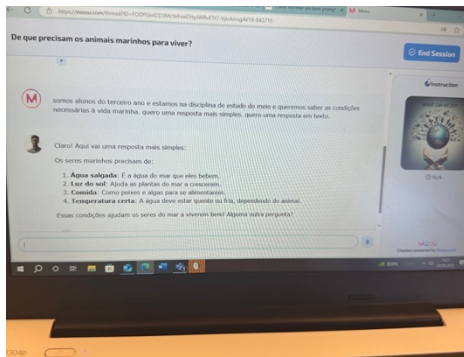 De que precisam os animais marinhos para viver?
End Session
Instruction
M
somos alunos do terceiro ano e estamos na disciplina de estudo do meio e queremos saber as condições
necessárias à vida marinha, quero uma resposta mais simples, quero uma resposta em texto.
Claro! Aqui vai uma resposta mais simples:
Os seres marinhos precisam de:
1. Água salgada: É a água do mar que eles bebem.
2. Luz do sol: Ajuda as plantas do mar a crescerem.
3. Comida: Como peixes e algas para se alimentarem.
4. Temperatura certa: A água deve estar quente ou fria, dependendo do animal.
Essas condições ajudam os seres do mar a viverem bem! Alguma outra pergunta?